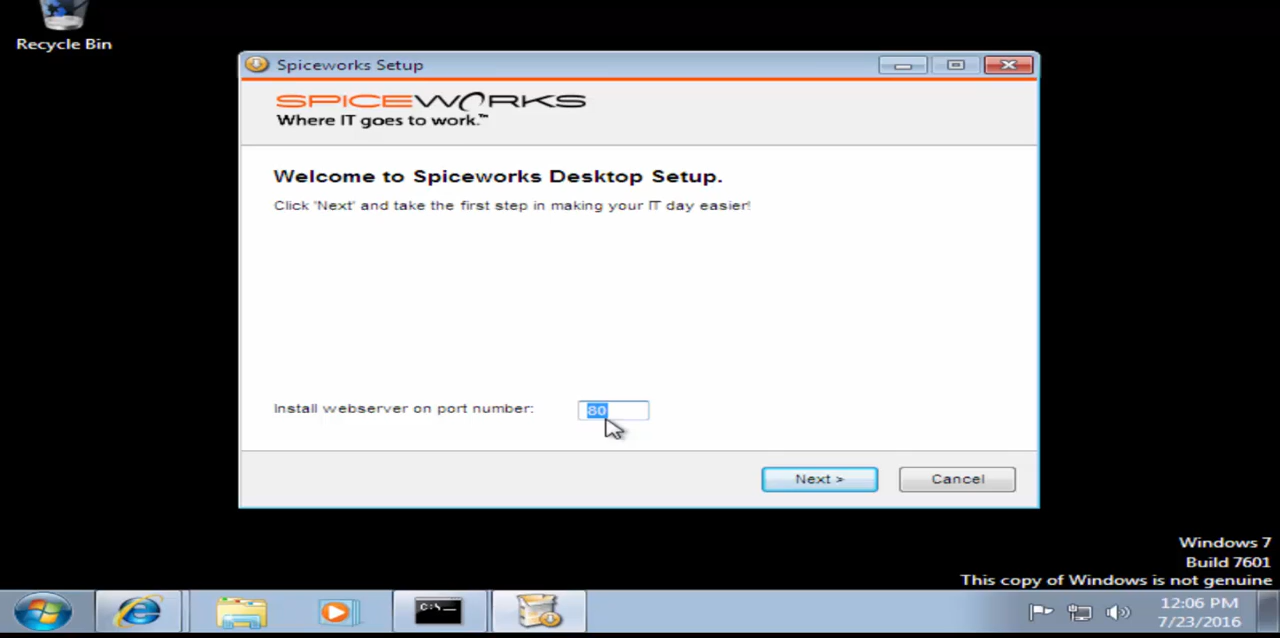 Recycle Bin
Spiceworks Setup
SPICEWORKS
Where IT goes to work.™
Welcome to Spiceworks Desktop Setup.
Click 'Next' and take the first step in making your IT day easier!
Install webserver on port number:
80
Next >
Cancel
Windows 7
Build 7601
This copy of Windows is not genuine
C:\_
12:06 PM
7/23/2016